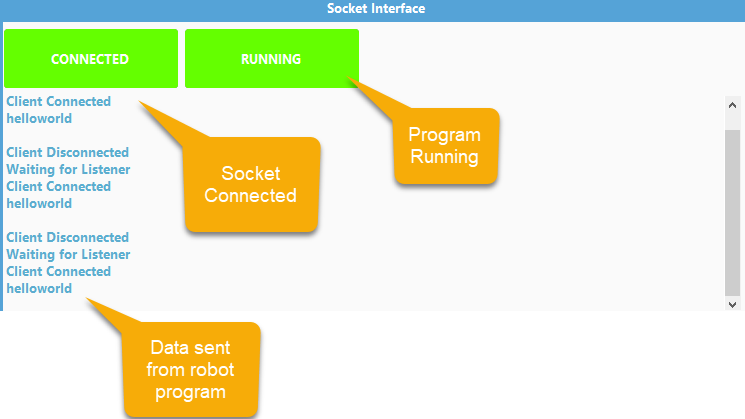 Socket Interface
CONNECTED
RUNNING
Client Connected
helloworld
Client Disconnected
Waiting for Listener
Client Connected
helloworld
Client Disconnected
Waiting for Listener
Client Connected
helloworld
Program
Running
Socket
Connected
Data sent
from robot
program